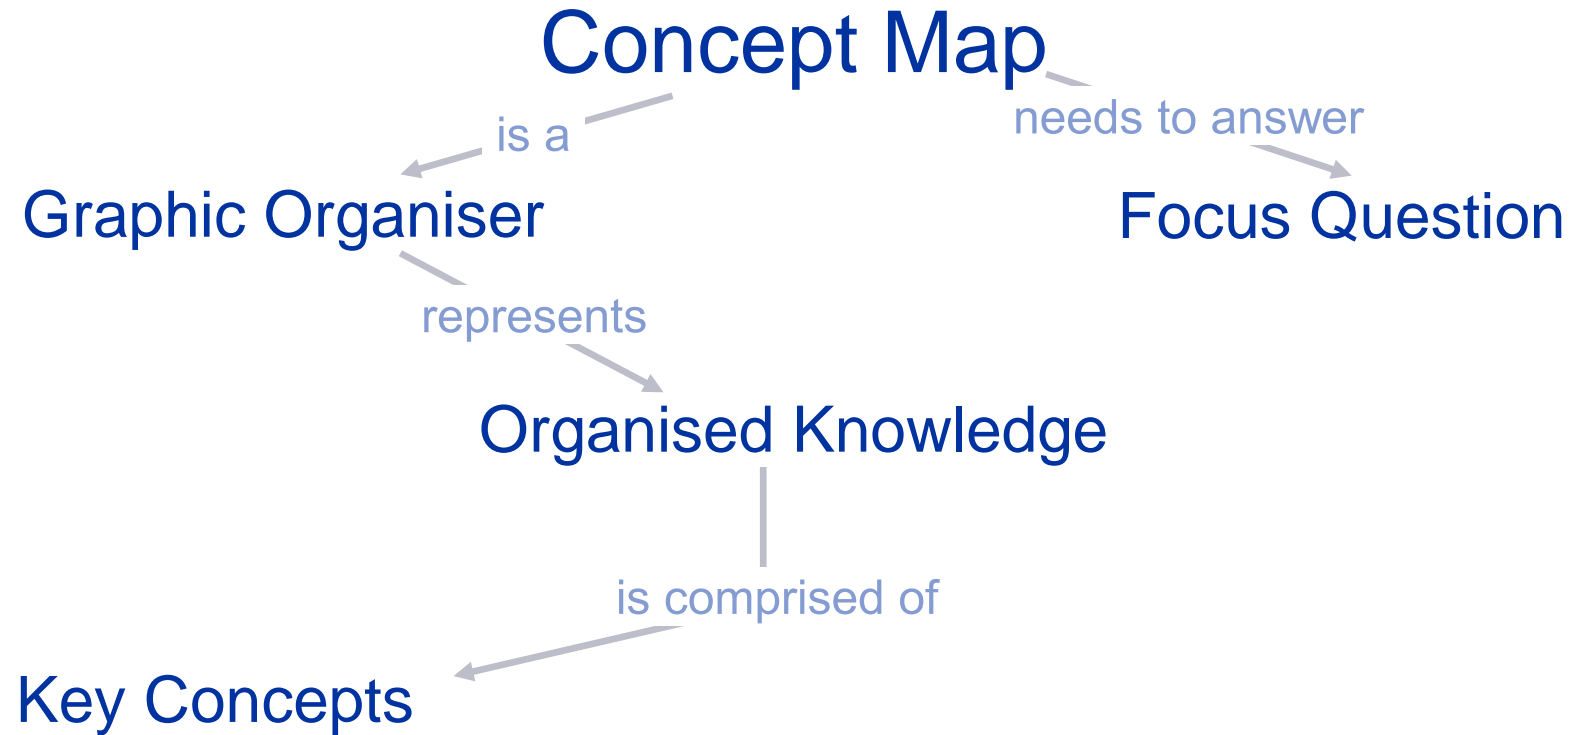 Concept Map
is a
needs to answer
Graphic Organiser
Focus Question
represents
Organised Knowledge
is comprised of
Key Concepts